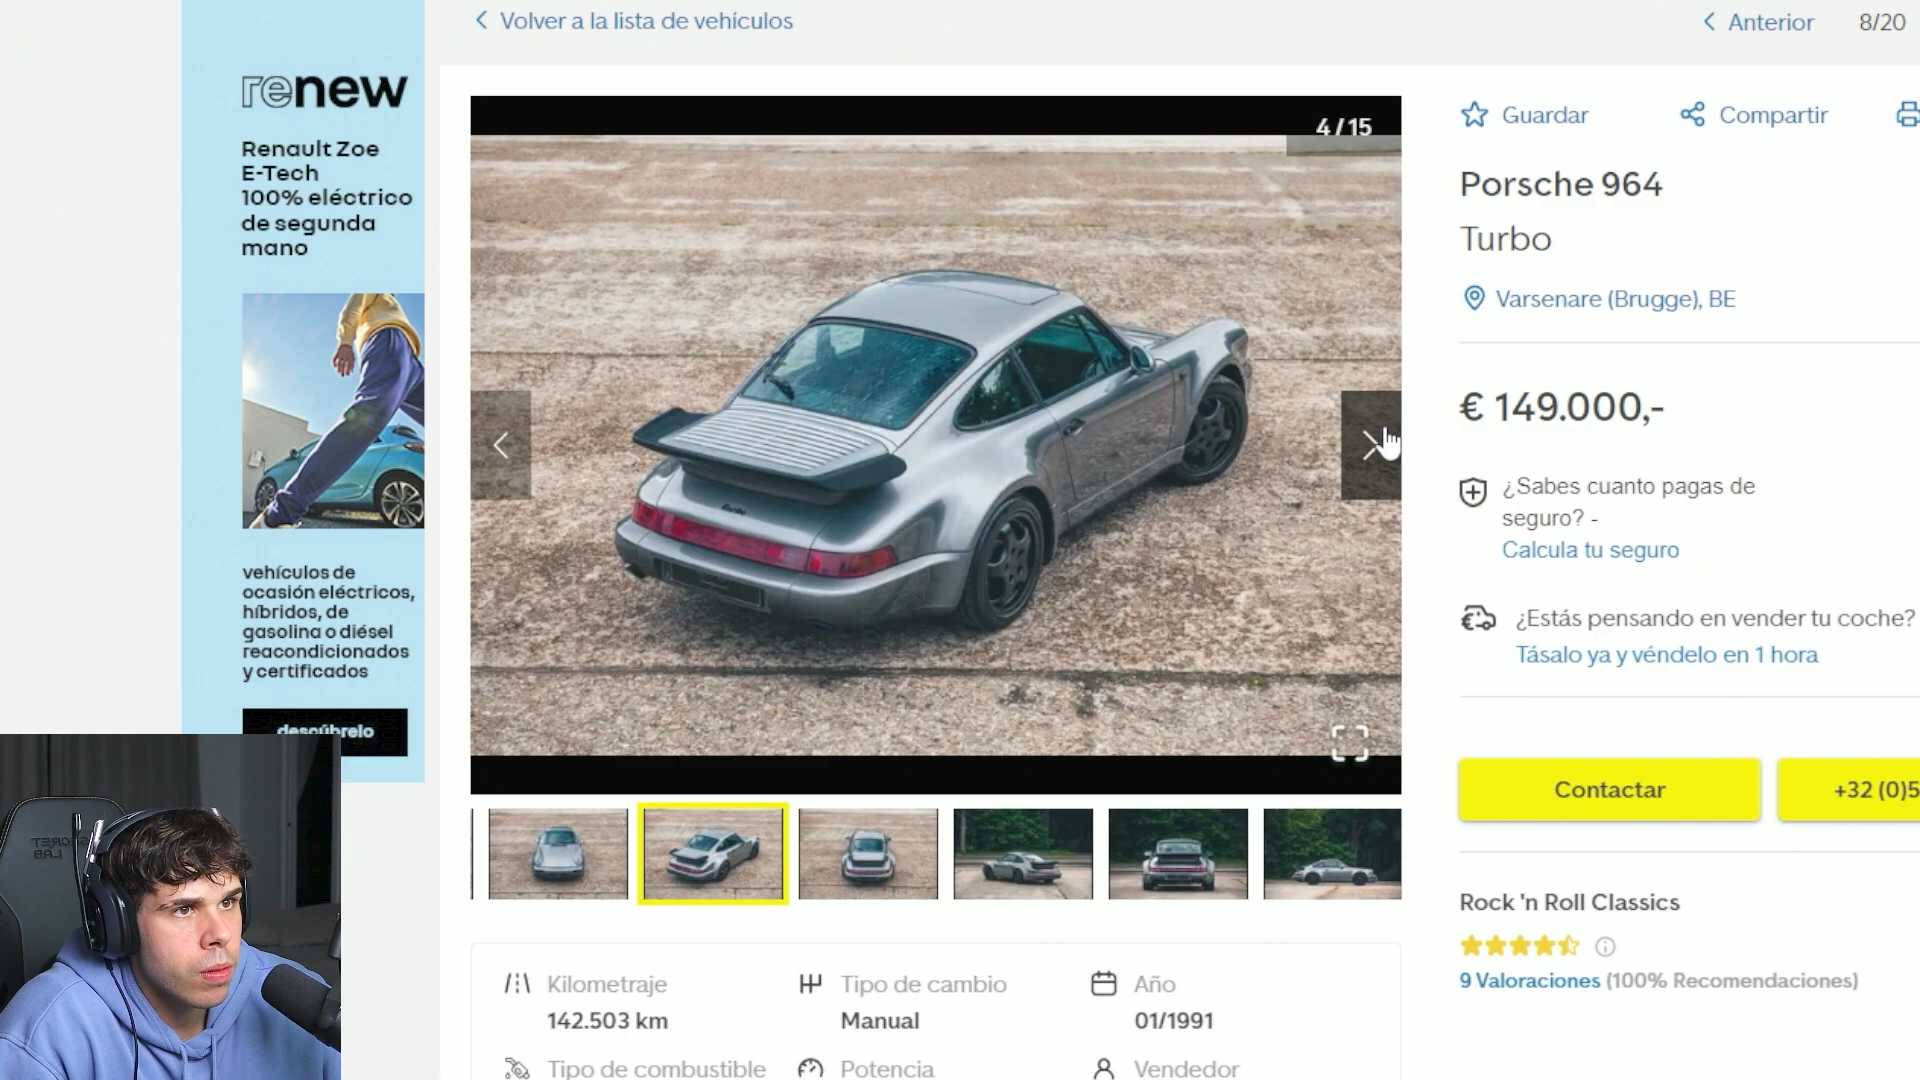 Volver a la lista de vehículos
Anterior
8/20
renew
Renault Zoe
E-Tech
100% eléctrico
de segunda
mano
vehículos de
ocasión eléctricos,
híbridos, de
gasolina o diésel
reacondicionados
y certificados
descúbrelo
4/15
Turbo
Guardar
Compartir
Porsche 964
Turbo
Varsenare (Brugge), BE
€ 149.000,-
¿Sabes cuanto pagas de
seguro? -
Calcula tu seguro
¿Estás pensando en vender tu coche?
Tásalo ya y véndelo en 1 hora
Contactar
+32 (0)5
Rock 'n Roll Classics
9 Valoraciones (100% Recomendaciones)
Kilometraje
142.503 km
Tipo de cambio
Manual
Año
01/1991
Tipo de combustible
Potencia
Vendedor
SECRET
LAB